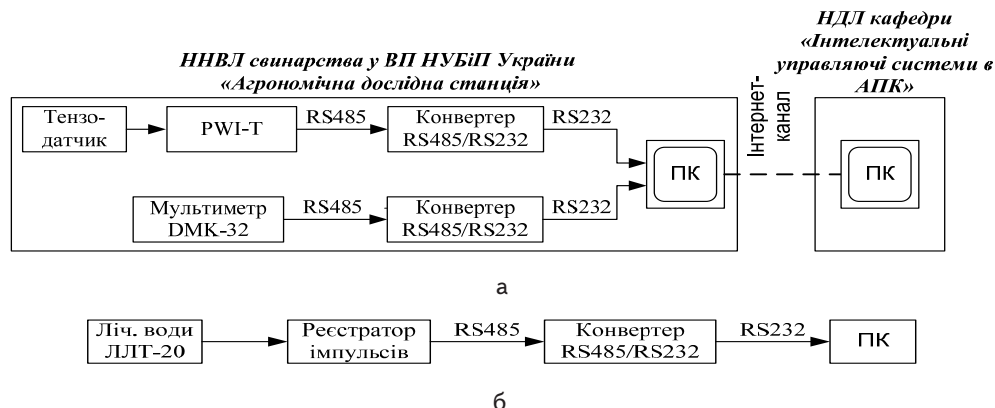 ННВЛ свинарства у ВП НУБіП України
«Агрономічна дослідна станція»
НДЛ кафедри
«Інтелектуальні
управляючі системи в
АПК»
Тензо-
датчик
PWI-T
RS485
Конвертер
RS485/RS232
RS232
ПК
Інтернет-
канал
ПК
Мультиметр
DMK-32
RS485
Конвертер
RS485/RS232
RS232
а
Ліч. води
ЛЛТ-20
Реєстратор
імпульсів
RS485
Конвертер
RS485/RS232
RS232
ПК
б